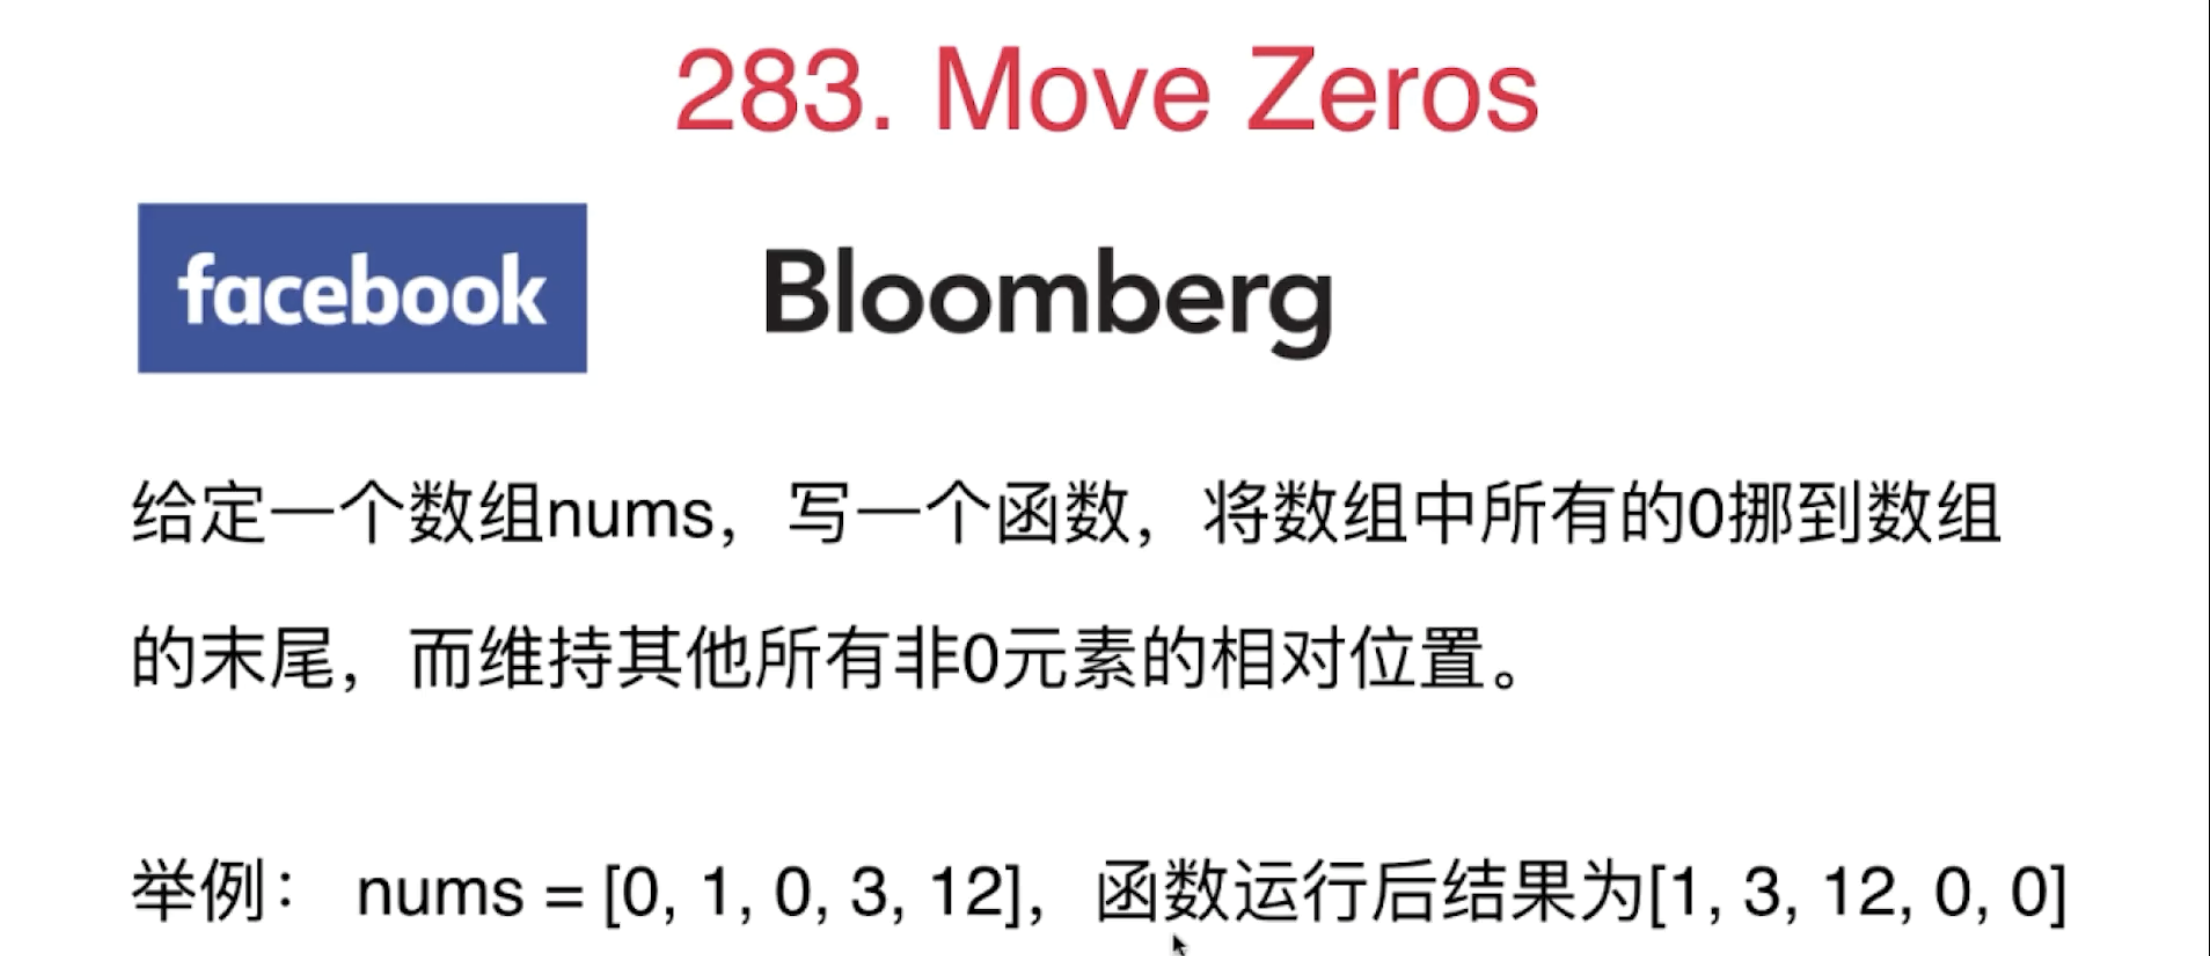 283. Move Zeros
facebook
Bloomberg
给定一个数组nums，写一个函数，将数组中所有的0挪到数组
的末尾，而维持其他所有非0元素的相对位置。
举例： nums = [0, 1, 0, 3, 12]，函数运行后结果为[1, 3, 12, 0, 0]